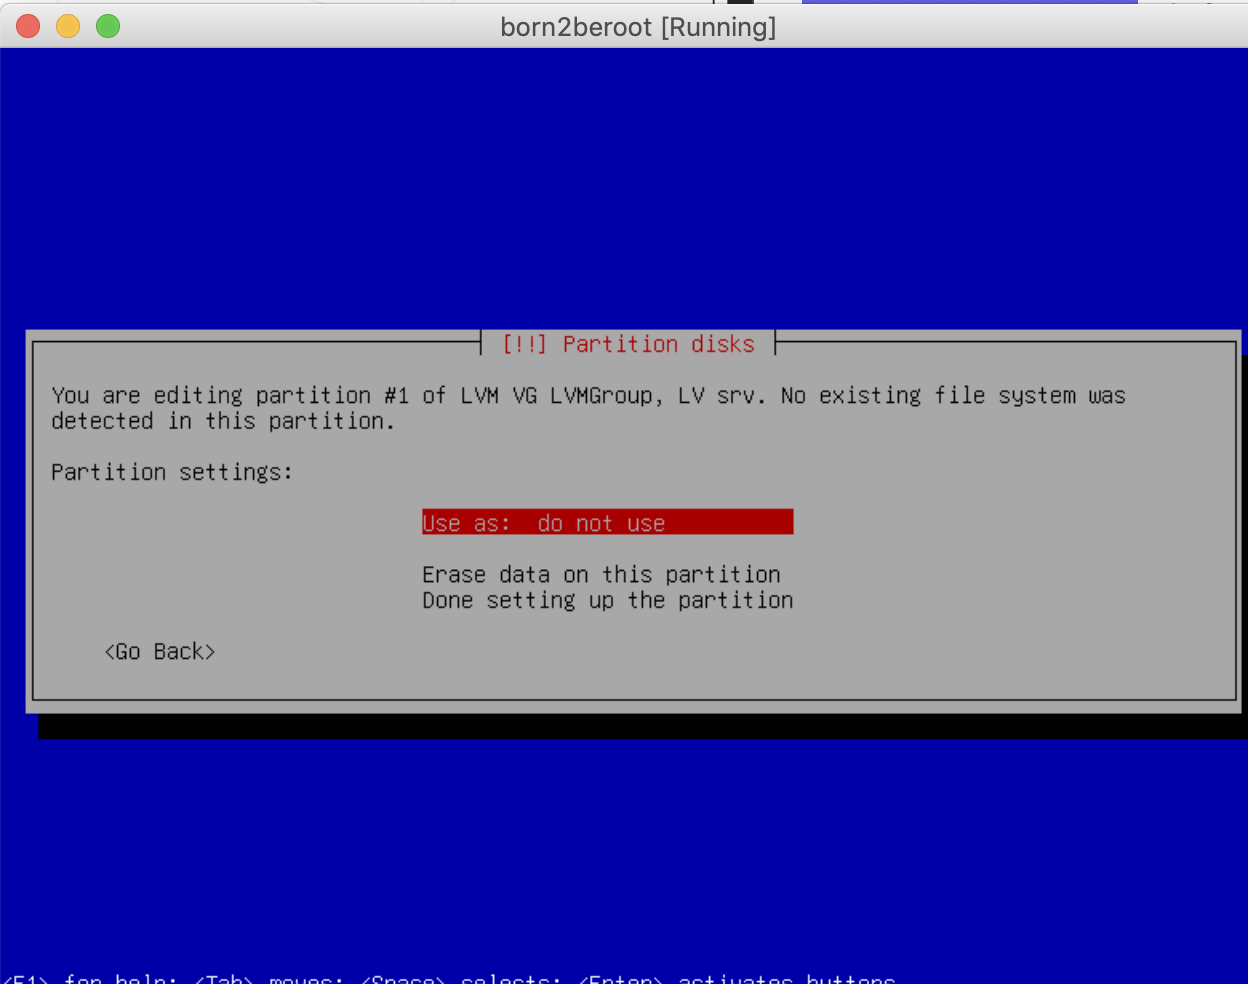 born2beroot [Running]
[!!] Partition disks
You are editing partition #1 of LVM VG LVMGroup, LV srv. No existing file system was
detected in this partition.
Partition settings:
Use as: do not use
Erase data on this partition
Done setting up the partition
<Go Back>
<F1> for help; <Tab> moves; <Space> selects; <Enter> activates buttons